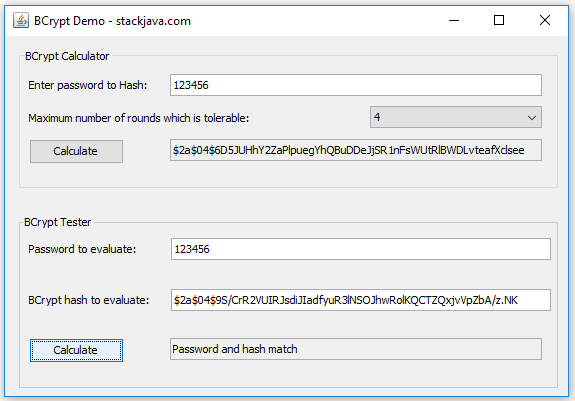 BCrypt Demo - stackjava.com
BCrypt Calculator
Enter password to Hash: 123456
Maximum number of rounds which is tolerable: 4
Calculate $2a$04$6D5JUHhY2ZaPlpuegYhQBuDDeJjSR1nFsWUtRlBWDLvteafXclsee
BCrypt Tester
Password to evaluate: 123456
BCrypt hash to evaluate: $2a$04$9S/CrR2VUIRJsdiJIadfyuR3lNSOJhwRolKQCTZQxjvVpZbA/z.NK
Calculate Password and hash match